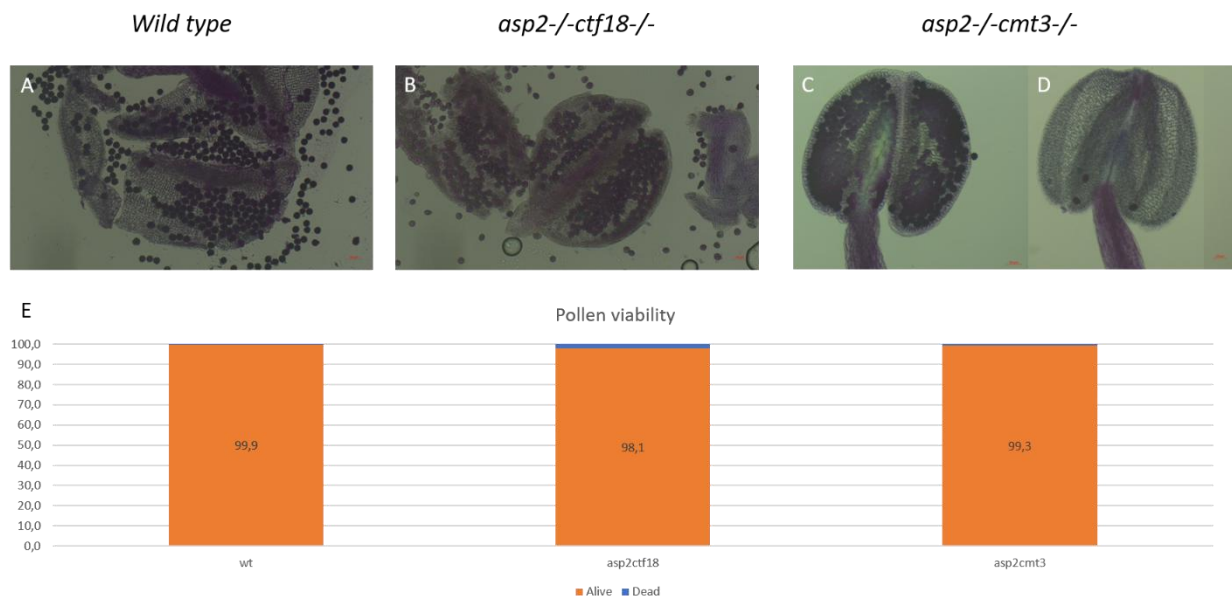 Wild type
asp2-/-ctf18-/-
asp2-/-cmt3-/-
A
B
C
D
E
Pollen viability
100,0
90,0
80,0
70,0
60,0
50,0
40,0
30,0
20,0
10,0
0,0
99,9
98,1
99,3
wt
asp2ctf18
asp2cmt3
Alive
Dead